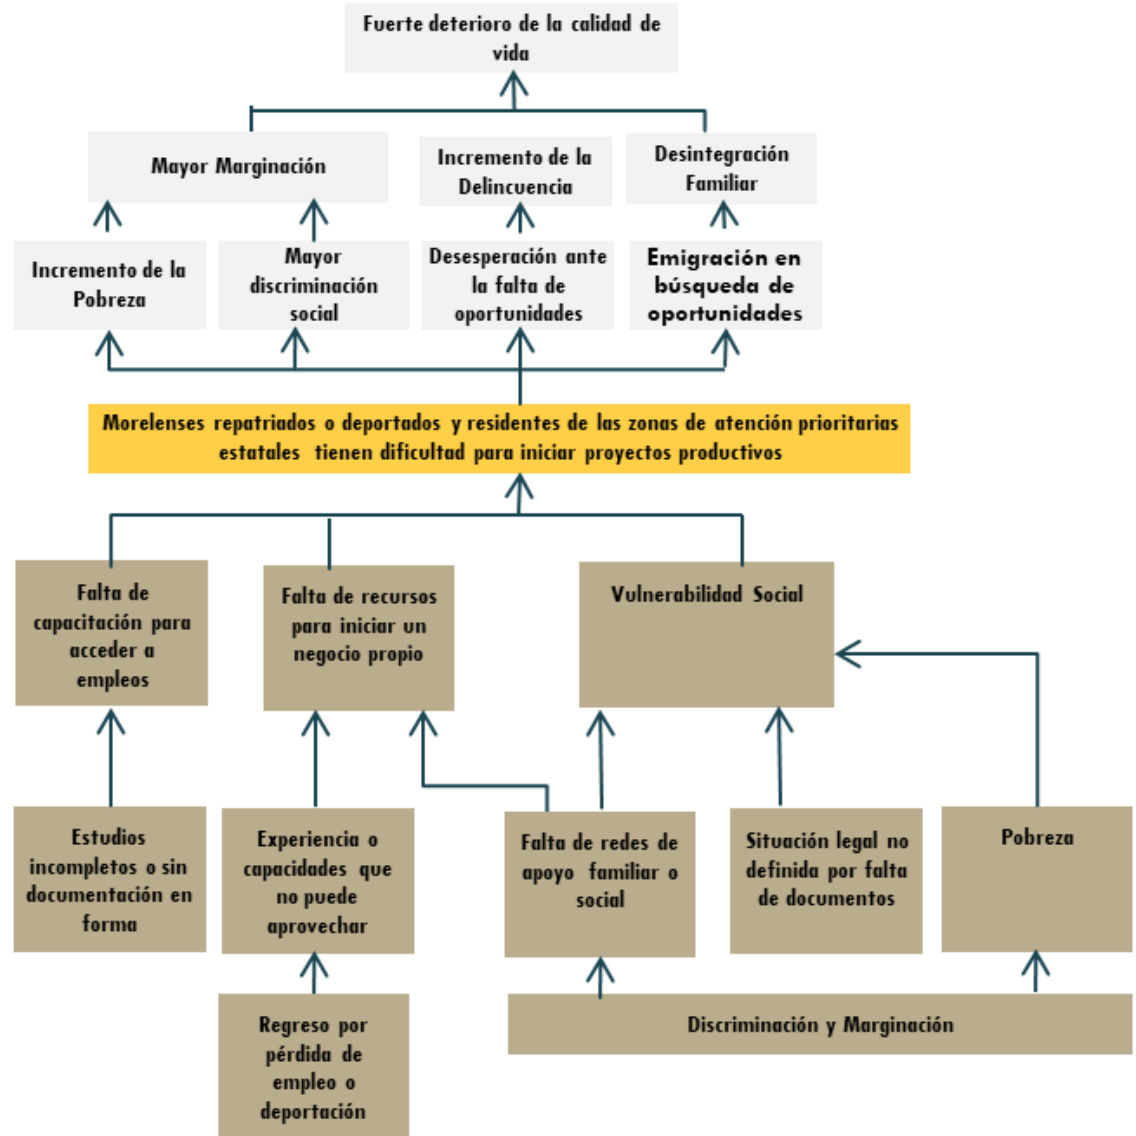 Fuerte deterioro de la calidad de
vida
Mayor Marginación
Incremento de la
Delincuencia
Desintegración
Familiar
Incremento de la
Pobreza
Mayor
discriminación
social
Desesperación ante
la falta de
oportunidades
Emigración en
búsqueda de
oportunidades
Morelenses repatriados o deportados y residentes de las zonas de atención prioritarias
estatales tienen dificultad para iniciar proyectos productivos
Falta de
capacitación para
acceder a
empleos
Falta de recursos
para iniciar un
negocio propio
Vulnerabilidad Social
Estudios
incompletos o sin
documentación en
forma
Experiencia o
capacidades que
no puede
aprovechar
Falta de redes de
apoyo familiar o
social
Situación legal no
definida por falta
de documentos
Pobreza
Regreso por
pérdida de
empleo o
deportación
Discriminación y Marginación